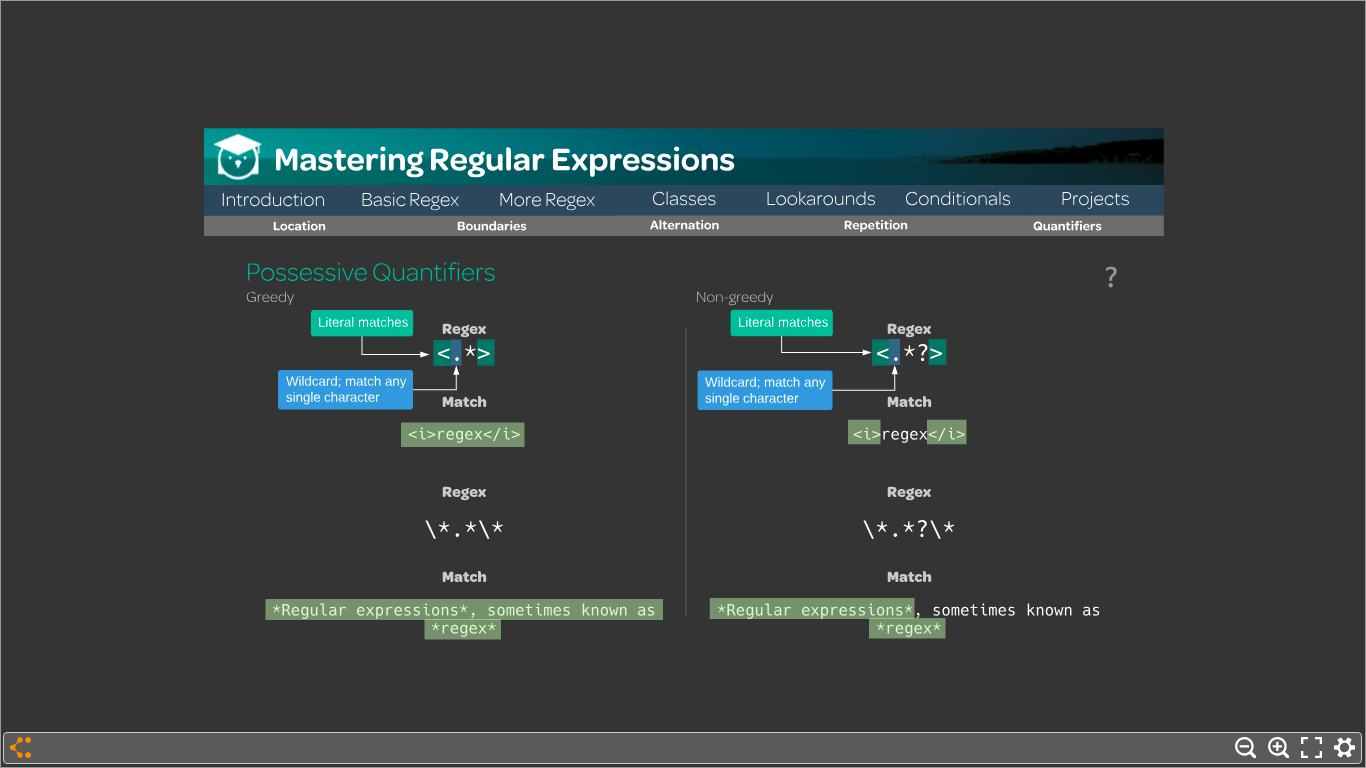 Mastering Regular Expressions
Introduction Basic Regex More Regex Classes Lookarounds Conditionals Projects
Location Boundaries Alternation Repetition Quantifiers
Possessive Quantifiers
?
Greedy
Literal matches
Regex
<.*>
Wildcard; match any
single character
Match
<i>regex</i>
Regex
\*.*\*
Match
*Regular expressions*, sometimes known as
*regex*
Non-greedy
Literal matches
Regex
<.*?>
Wildcard; match any
single character
Match
<i>regex</i>
Regex
\*.*?\*
Match
*Regular expressions*, sometimes known as
*regex*